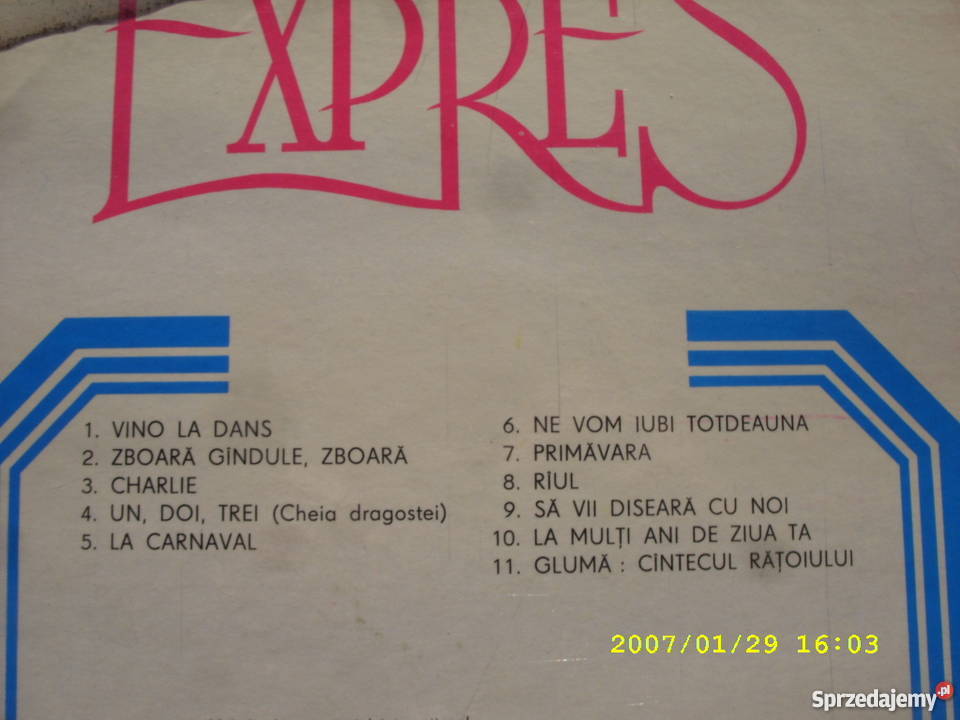 EXPRES
1. VINO LA DANS
2. ZBOARĂ GÎNDULE, ZBOARĂ
3. CHARLIE
4. UN, DOI, TREI (Cheia dragostei)
5. LA CARNAVAL
6. NE VOM IUBI TOTDEAUNA
7. PRIMĂVARA
8. RÎUL
9. SĂ VII DISEARĂ CU NOI
10. LA MULȚI ANI DE ZIUA TA
11. GLUMĂ : CÎNTECUL RĂȚOIULUI
2007/01/29 16:03
Sprzedajemy.pl